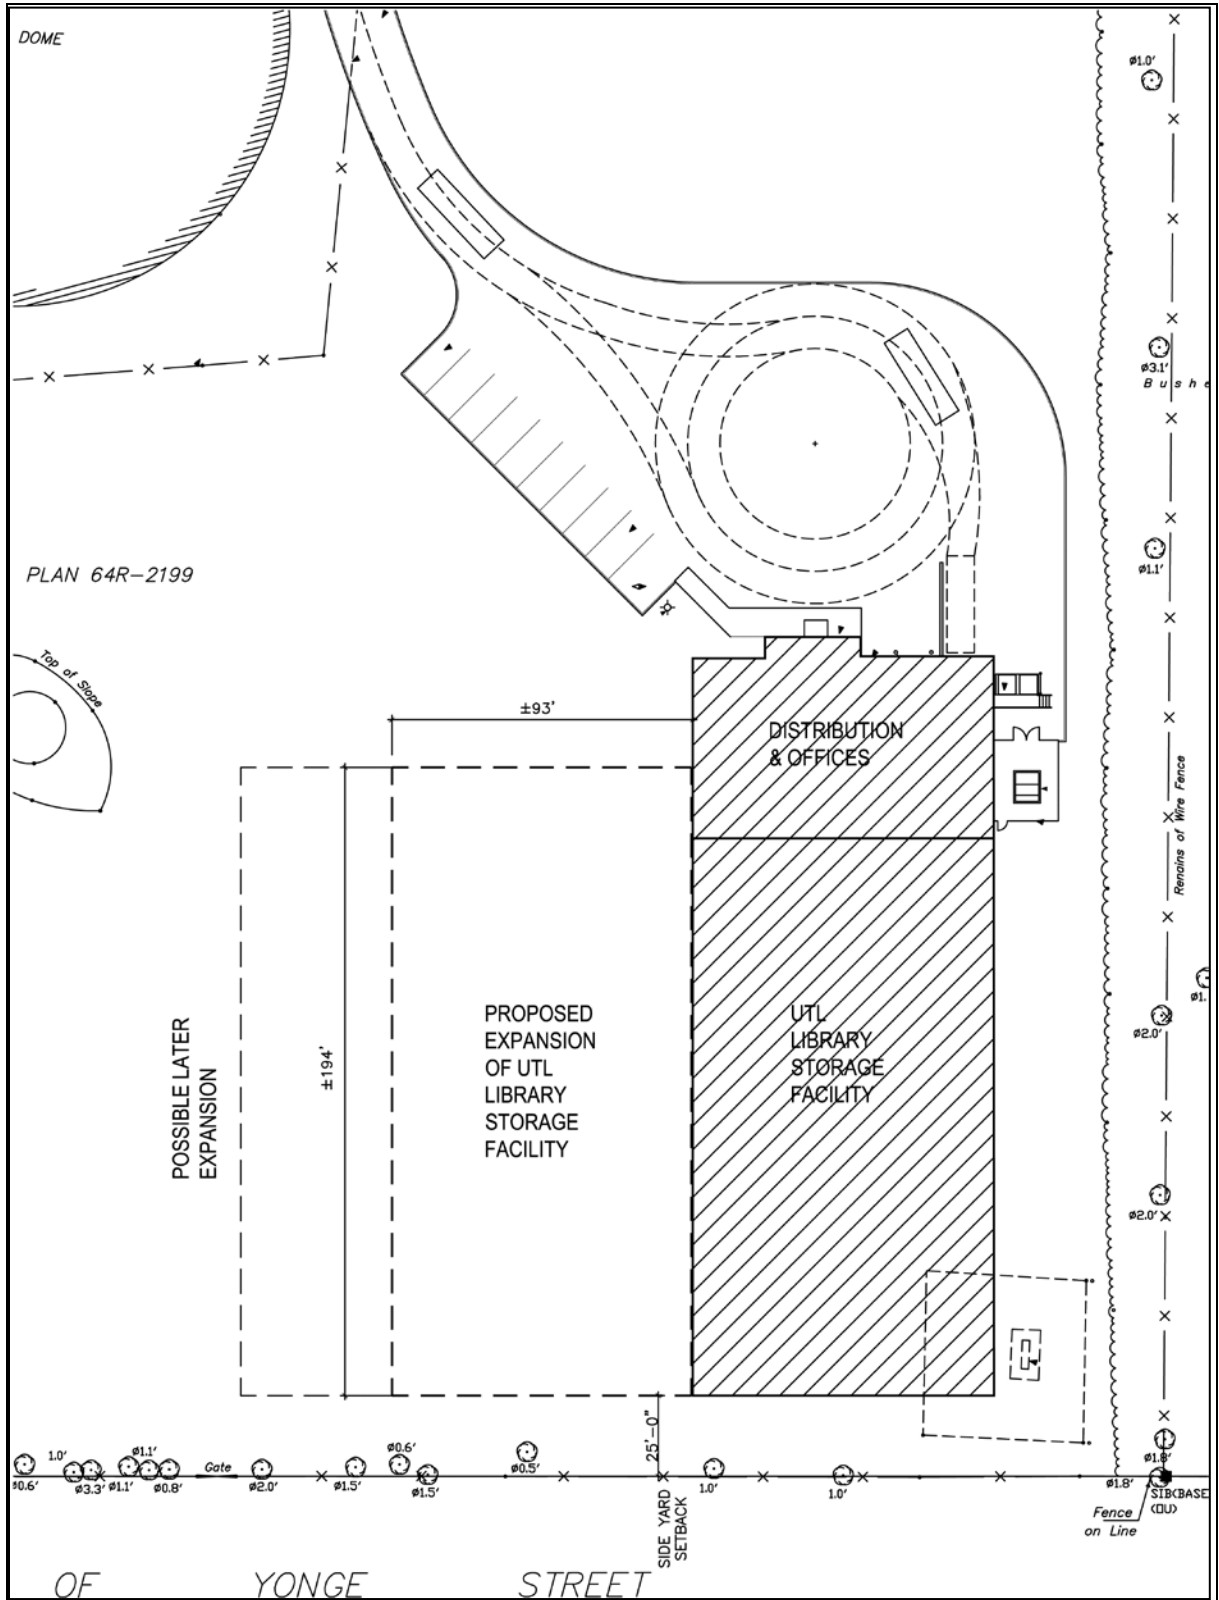 DOME
ø1.0'
ø3.1'
Bushe
PLAN 64R-2199
ø1.1'
Top of Slope
±93'
DISTRIBUTION
& OFFICES
Remains of Wire Fence
±194'
POSSIBLE LATER
EXPANSION
PROPOSED
EXPANSION
OF UTL
LIBRARY
STORAGE
FACILITY
UTL
LIBRARY
STORAGE
FACILITY
ø1.
ø2.0'
ø2.0'
25'-0"
SIDE YARD
SETBACK
ø0.6'
1.0'
ø3.3'
ø1.1'
ø1.1'
ø0.8'
Gate
ø2.0'
ø1.5'
ø0.6'
ø1.5'
ø0.5'
1.0'
1.0'
ø1.8'
ø1.8'
SIB(BASE
(OU)
Fence
on Line
OF YONGE STREET